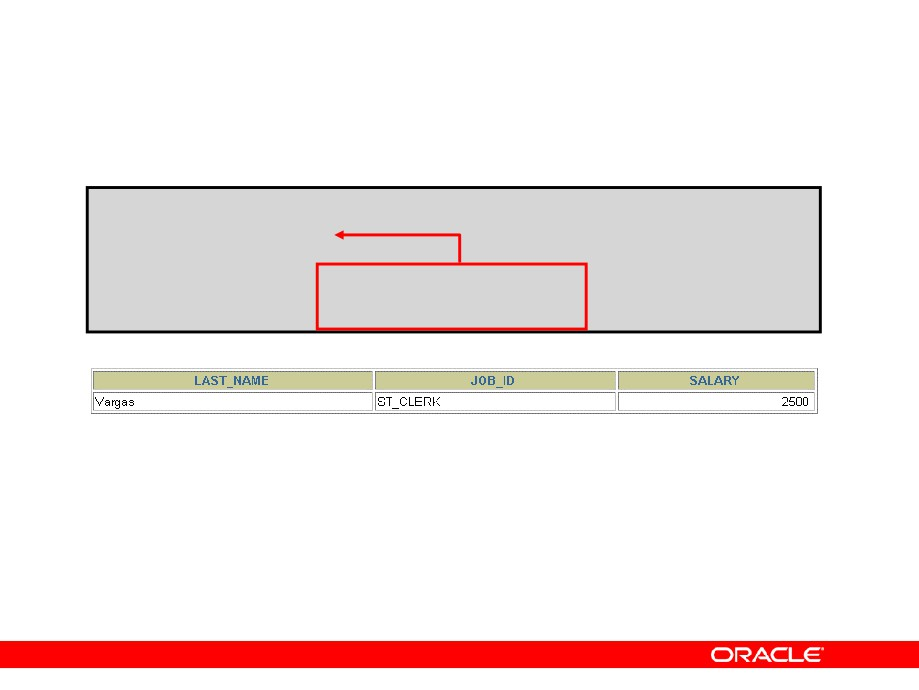 LAST_NAME JOB_ID SALARY
Vargas ST_CLERK 2500
ORACLE